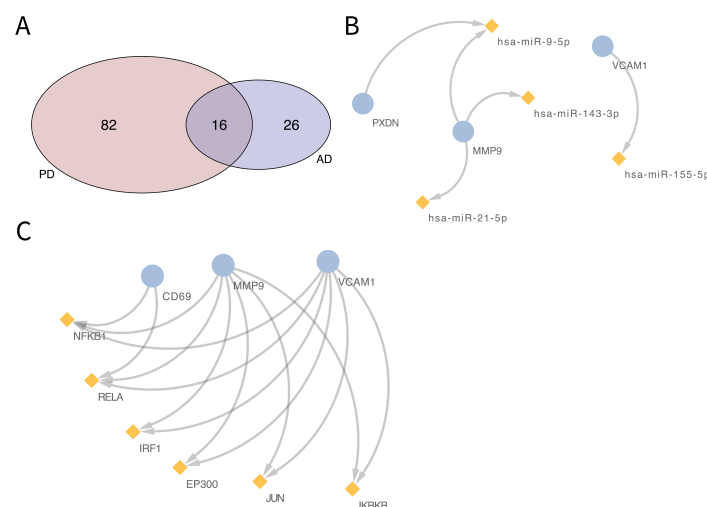 A
82
16
26
PD
AD
B
hsa-miR-9-5p
VCAM1
hsa-miR-143-3p
PXDN
MMP9
hsa-miR-155-5p
hsa-miR-21-5p
C
MMP9
VCAM1
CD69
NFKB1
RELA
IRF1
EP300
JUN
IKBKB